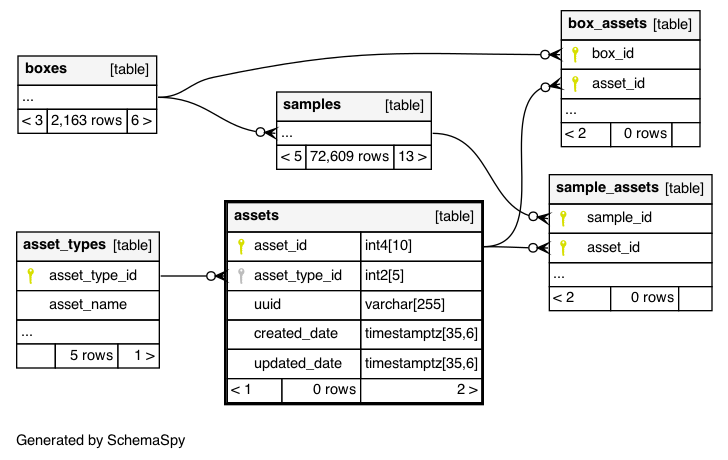 boxes [table]
...
< 3 2,163 rows 6 >
samples [table]
...
< 5 72,609 rows 13 >
box_assets [table]
box_id
asset_id
...
< 2 0 rows
sample_assets [table]
sample_id
asset_id
...
< 2 0 rows
asset_types [table]
asset_type_id
asset_name
...
5 rows 1 >
assets [table]
asset_id int4[10]
asset_type_id int2[5]
uuid varchar[255]
created_date timestamptz[35,6]
updated_date timestamptz[35,6]
< 1 0 rows 2 >
Generated by SchemaSpy